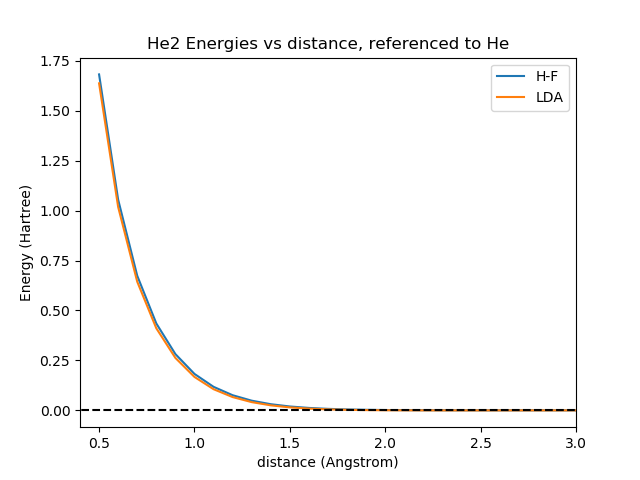 He2 Energies vs distance, referenced to He
H-F
LDA
Energy (Hartree)
1.75
1.50
1.25
1.00
0.75
0.50
0.25
0.00
0.5 1.0 1.5 2.0 2.5 3.0
distance (Angstrom)